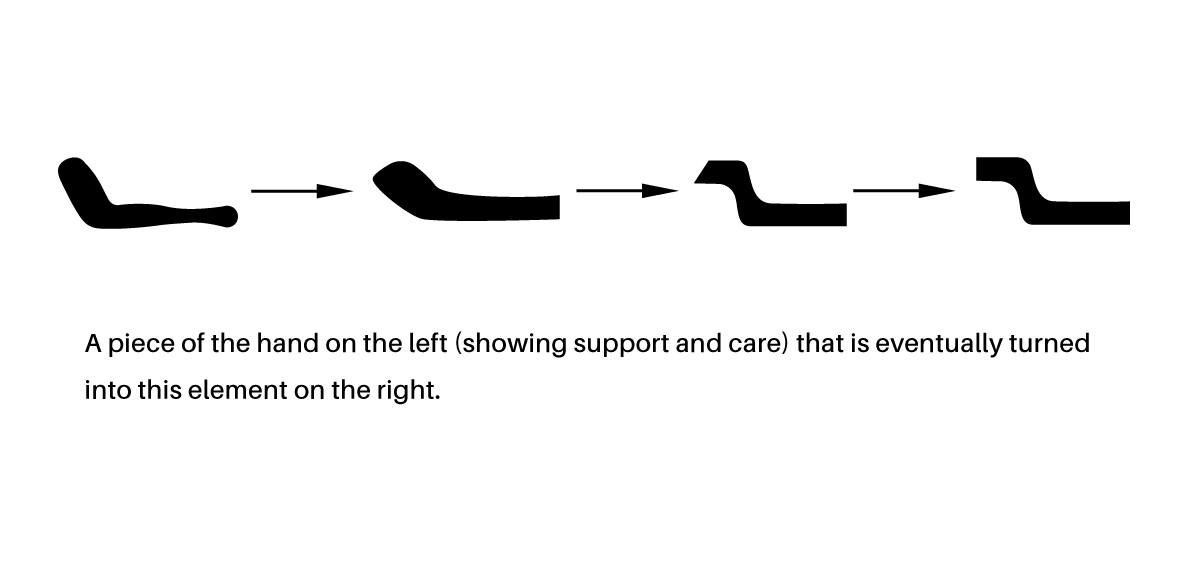 A piece of the hand on the left (showing support and care) that is eventually turned
into this element on the right.